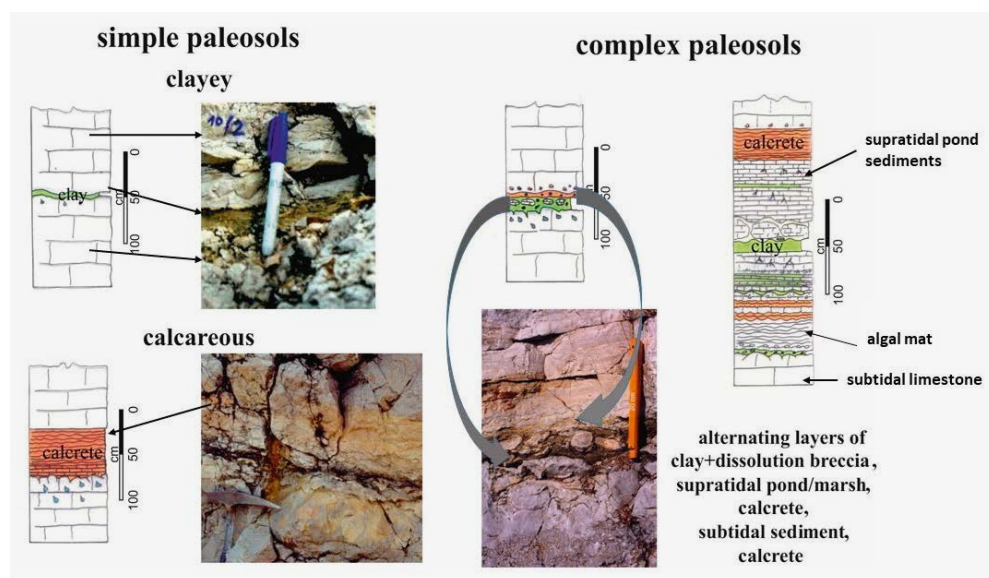 simple paleosols
clayey
clay
0
50
cm
100
10/2
calcareous
calcrete
0
50
cm
100
complex paleosols
0
50
cm
100
calcrete
clay
0
50
cm
100
supratidal pond
sediments
algal mat
subtidal limestone
alternating layers of
clay+dissolution breccia,
supratidal pond/marsh,
calcrete,
subtidal sediment,
calcrete